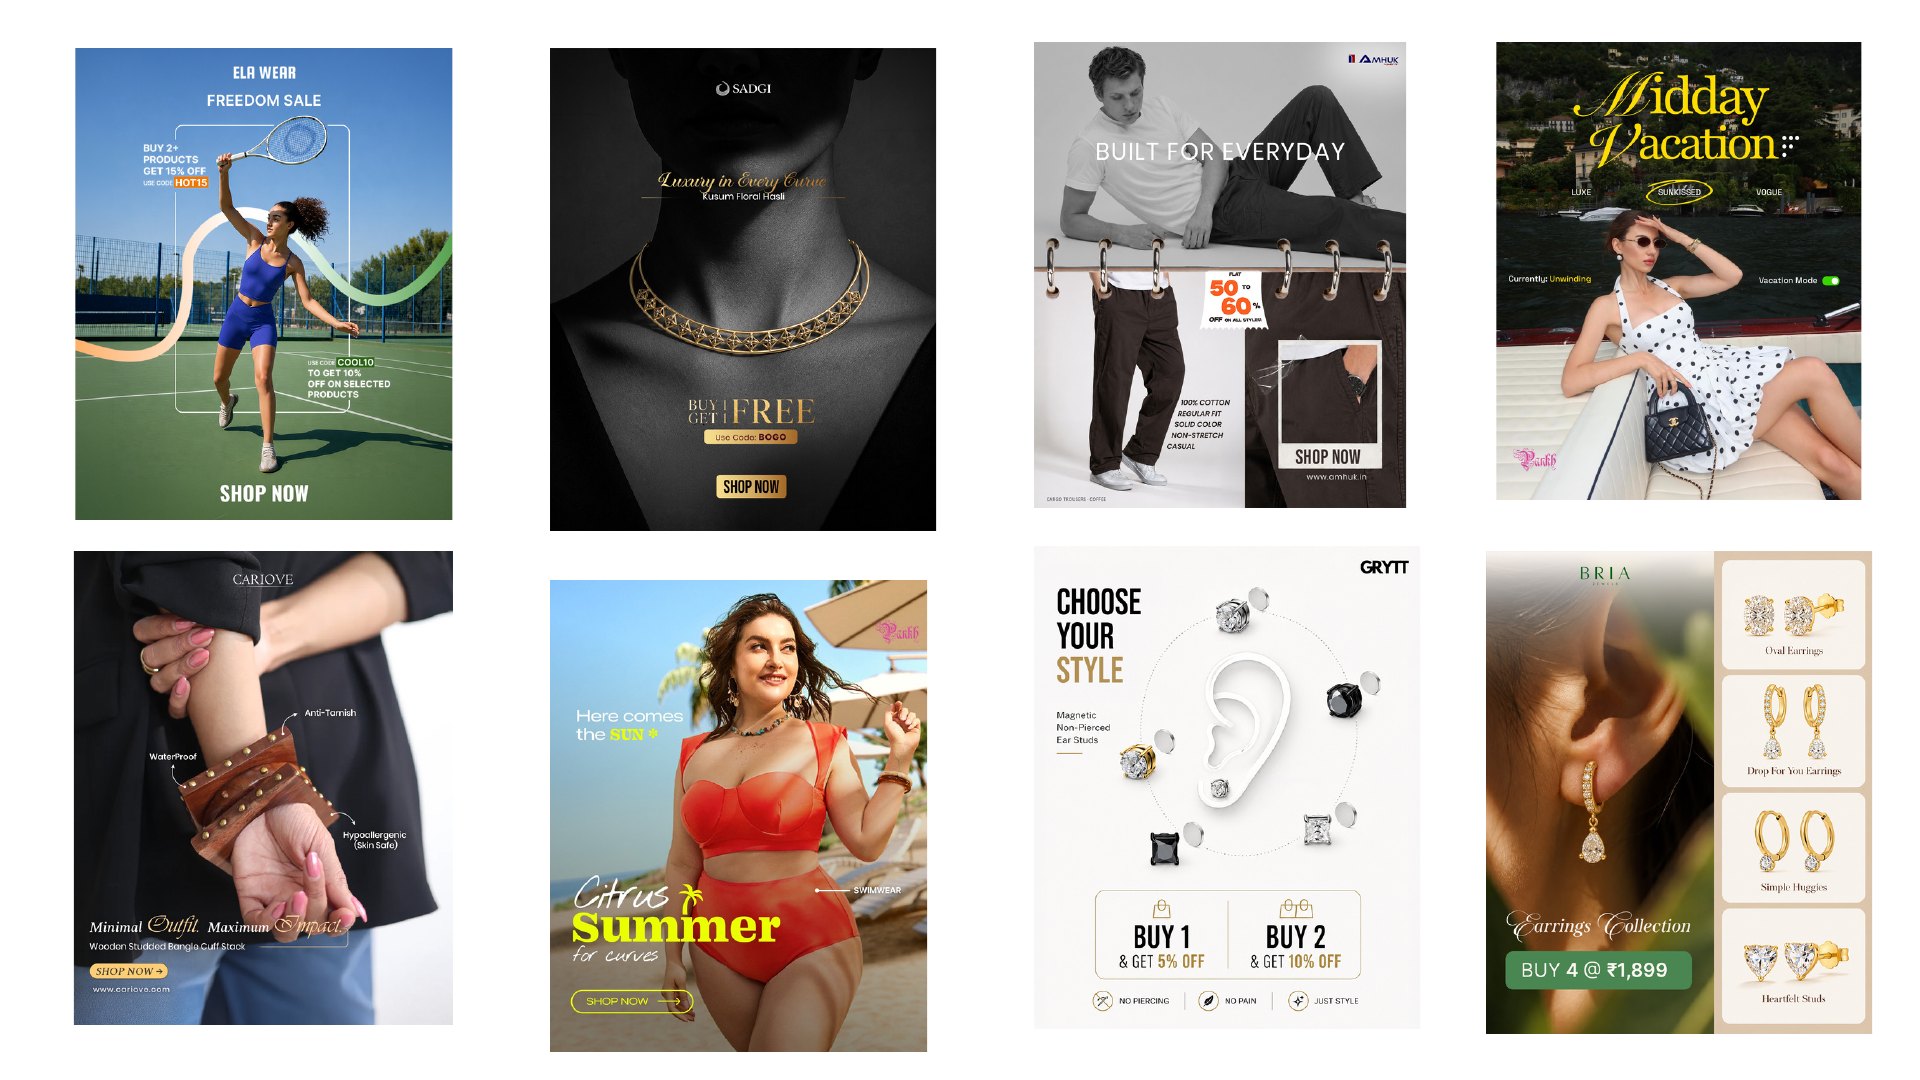 ELA WEAR
FREEDOM SALE
BUY 2+
PRODUCTS
GET 15% OFF
USE CODE HOT15
USE CODE COOL10
TO GET 10%
OFF ON SELECTED
PRODUCTS
SHOP NOW
SADGI
Luxury in Every Curve
Kusum Floral Hasli
BUY 1
GET 1
FREE
Use Code: BOGO
SHOP NOW
AMHUK
BUILT FOR EVERYDAY
FLAT
50 TO
60%
OFF ON ALL STYLES!
100% COTTON
REGULAR FIT
SOLID COLOR
NON-STRETCH
CASUAL
SHOP NOW
www.amhuk.in
CARGO TROUSERS - COFFEE
Midday
Vacation
LUXE
SUNKISSED
VOGUE
Currently: Unwinding
Vacation Mode
Pankh
CARIOVE
Anti-Tarnish
WaterProof
Hypoallergenic
(Skin Safe)
Minimal Outfit. Maximum Impact.
Wooden Studded Bangle Cuff Stack
SHOP NOW →
www.cariove.com
Pankh
Here comes
the SUN *
Citrus
Summer
for curves
SWIMWEAR
SHOP NOW
GRYTT
CHOOSE
YOUR
STYLE
Magnetic
Non-Pierced
Ear Studs
BUY 1
& GET 5% OFF
BUY 2
& GET 10% OFF
NO PIERCING
NO PAIN
JUST STYLE
BRIA
Oval Earrings
Drop For You Earrings
Simple Huggies
Heartfelt Studs
Earrings Collection
BUY 4 @ ₹1,899